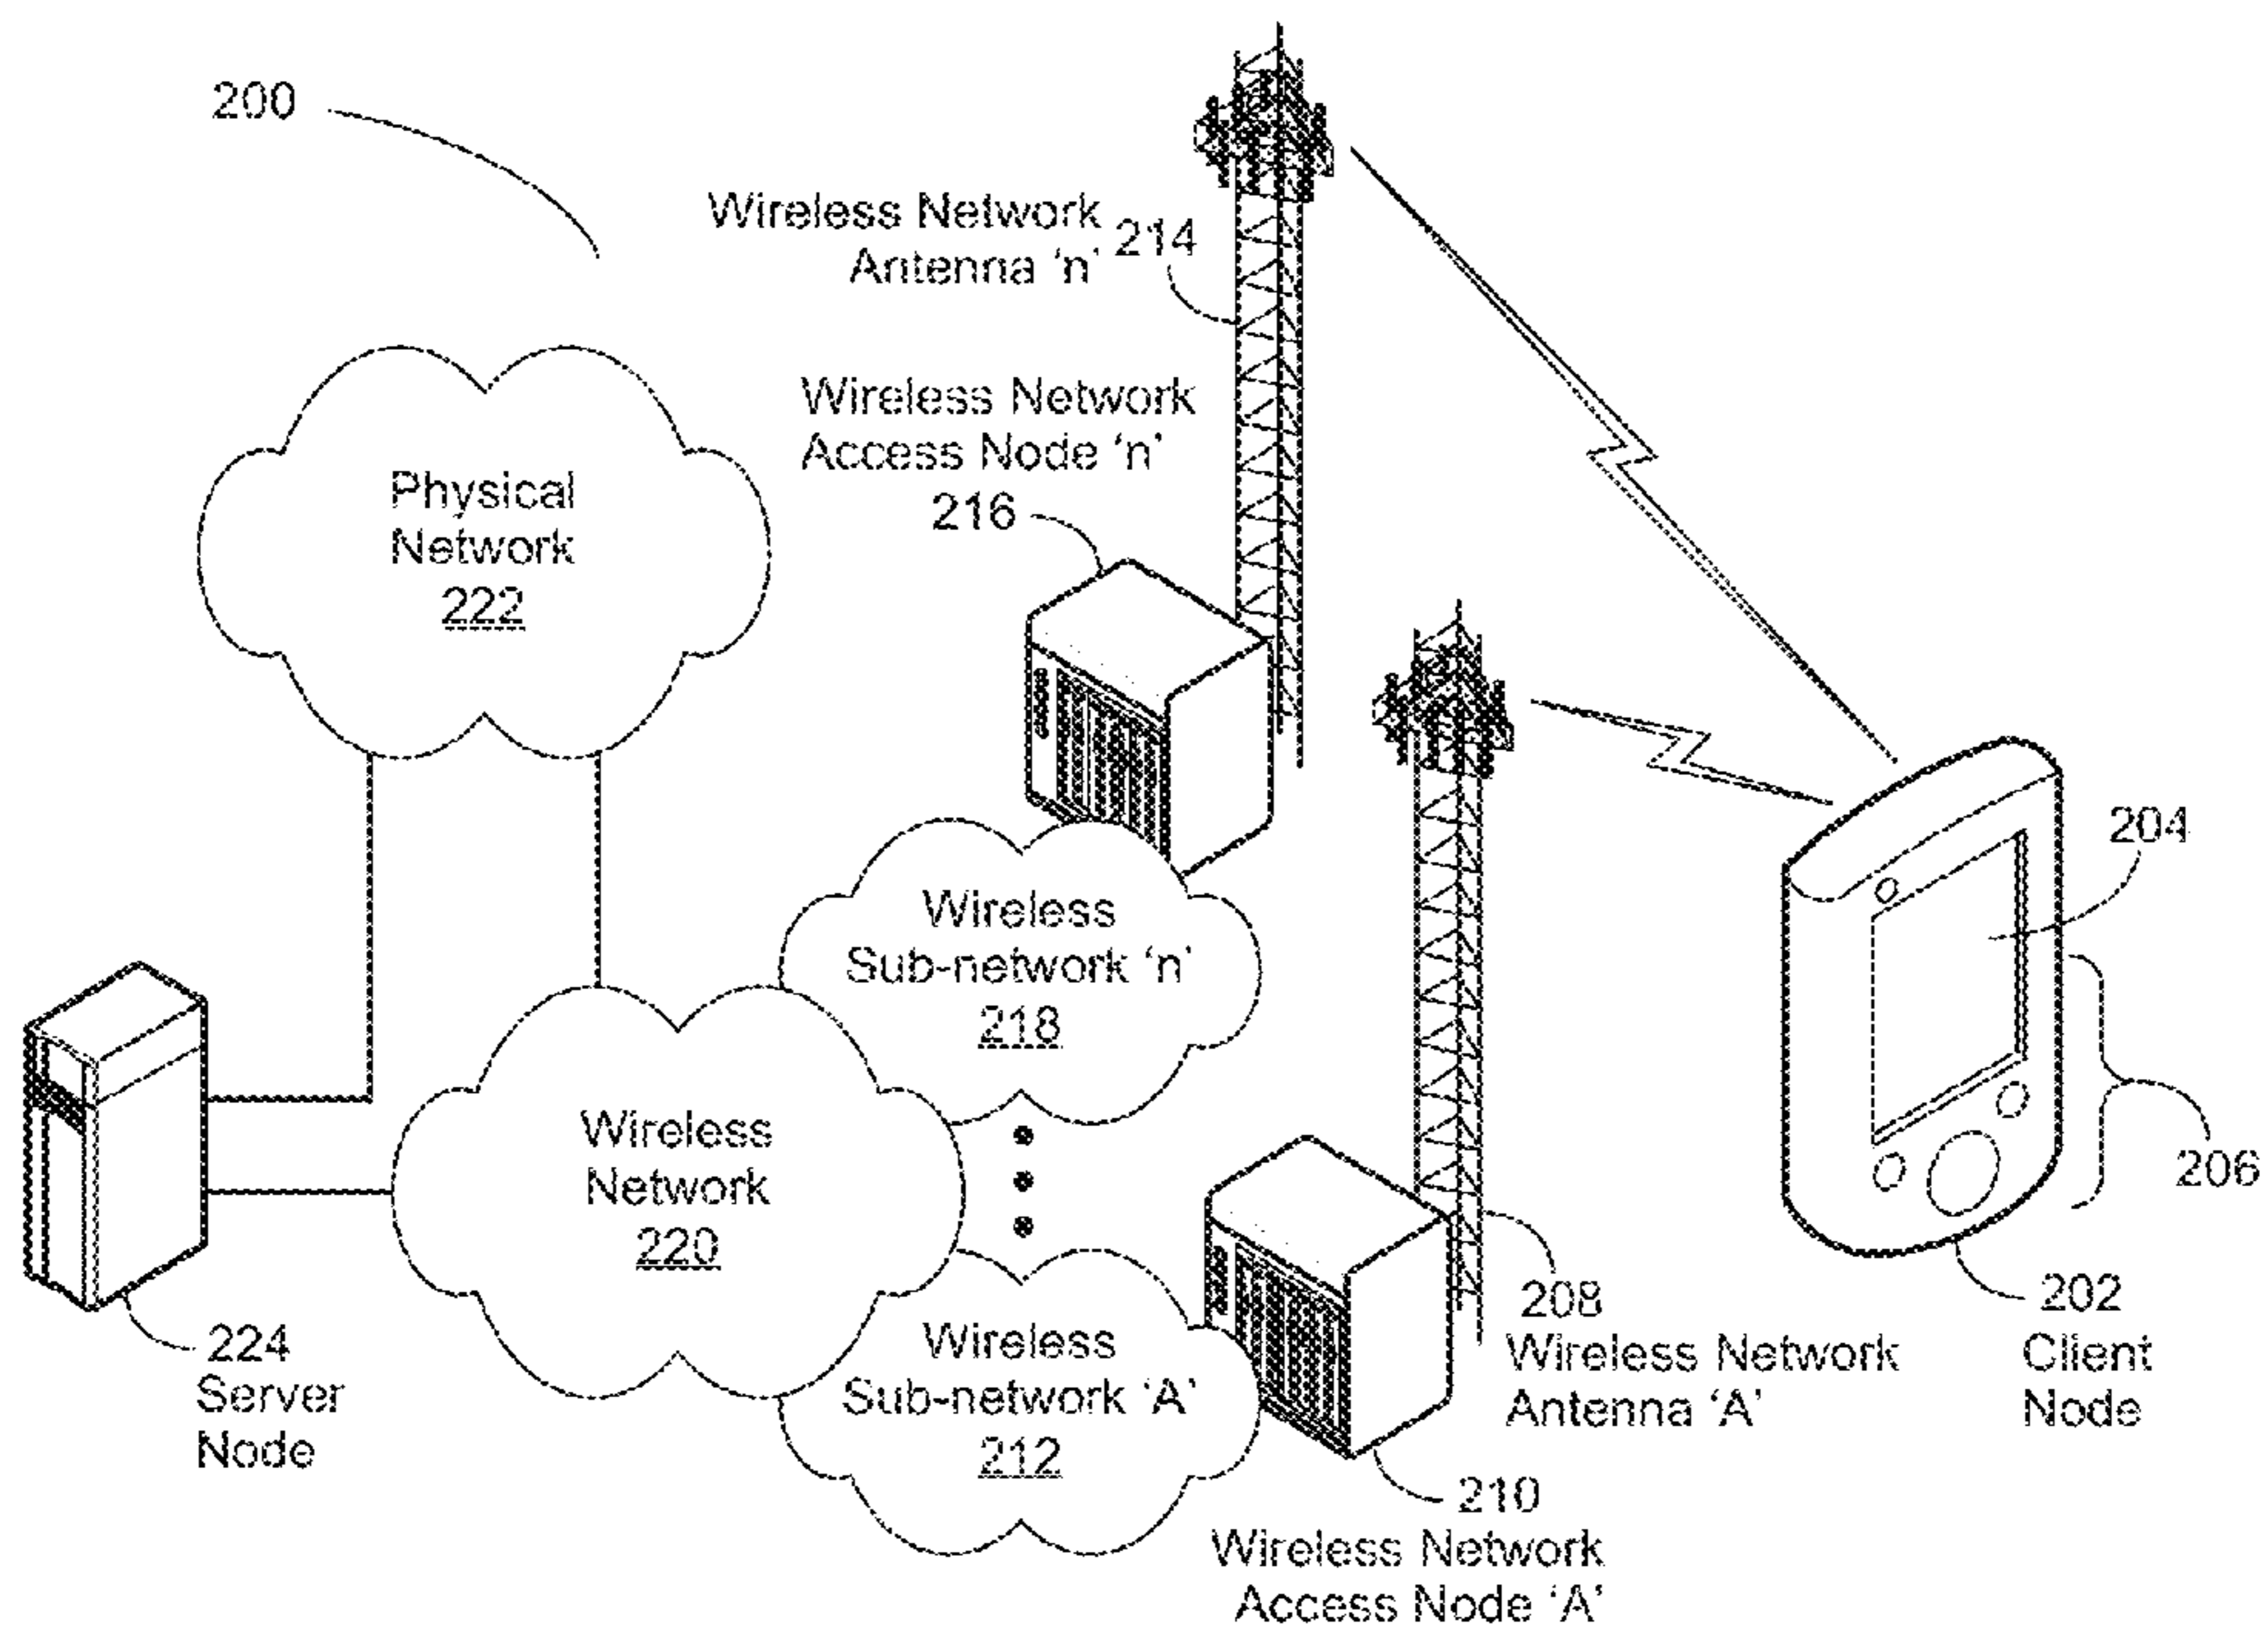 200
Wireless Network
Antenna 'n'
214
Wireless Network
Access Node 'n'
216
Physical
Network
222
204
Wireless
Sub-network 'n'
218
Wireless
Network
220
206
208
Wireless Network
Antenna 'A'
202
Client
Node
224
Server
Node
Wireless
Sub-network 'A'
212
210
Wireless Network
Access Node 'A'